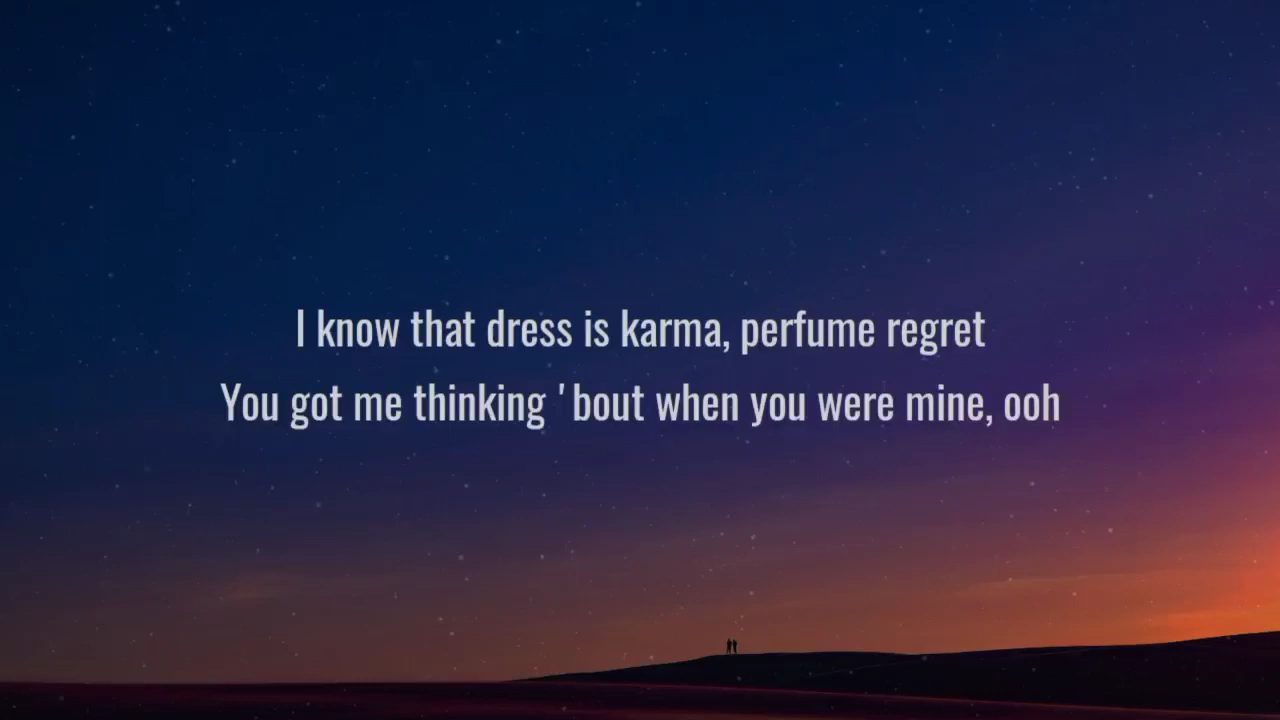 I know that dress is karma, perfume regret
You got me thinking 'bout when you were mine, ooh